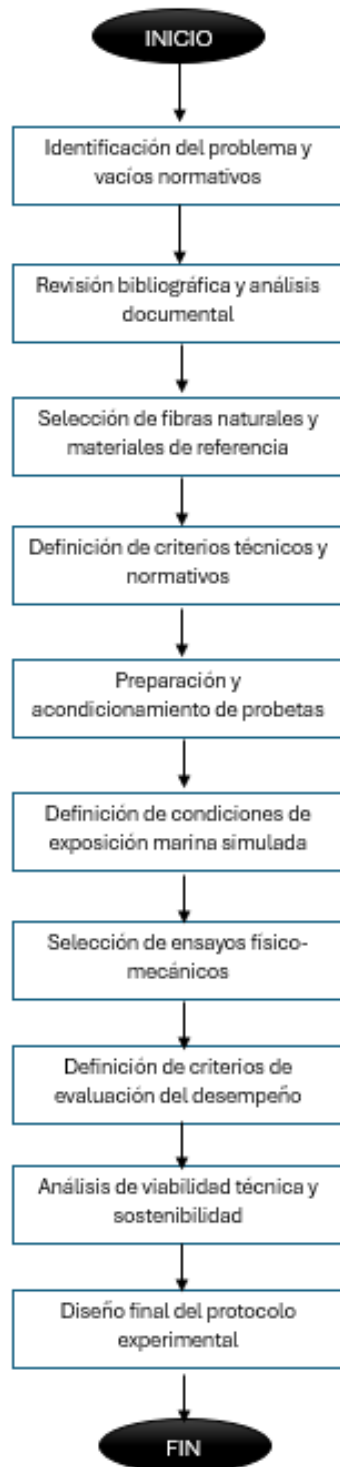 INICIO
Identificación del problema y
vacíos normativos
Revisión bibliográfica y análisis
documental
Selección de fibras naturales y
materiales de referencia
Definición de criterios técnicos y
normativos
Preparación y
acondicionamiento de probetas
Definición de condiciones de
exposición marina simulada
Selección de ensayos físico-
mecánicos
Definición de criterios de
evaluación del desempeño
Análisis de viabilidad técnica y
sostenibilidad
Diseño final del protocolo
experimental
FIN